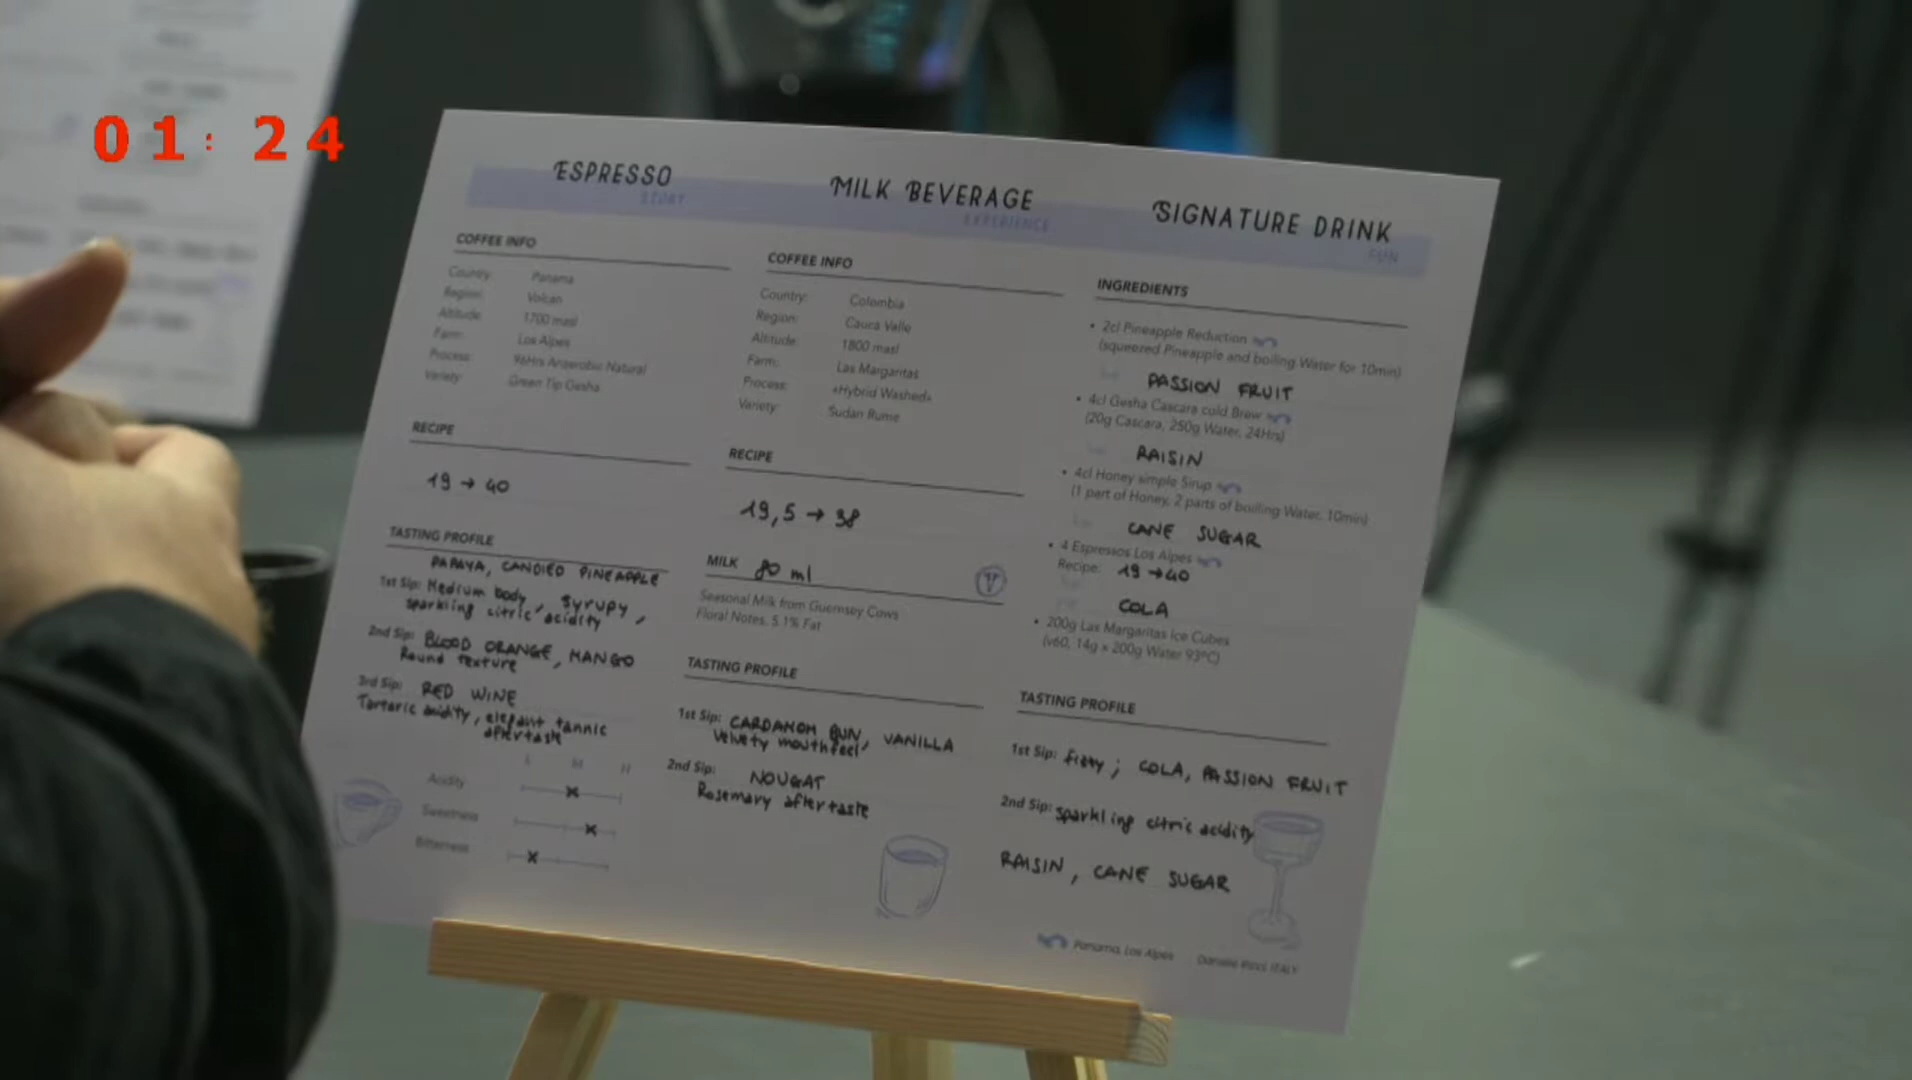 01: 24
ESPRESSO
STORY
COFFEE INFO
Country: Panama
Region: Volcan
Altitude: 1700 masl
Farm: Los Alpes
Process: 96Hrs Anaerobic Natural
Variety: Green Tip Gesha
RECIPE
19 → 40
TASTING PROFILE
PAPAYA, CANDIED PINEAPPLE
1st Sip: Medium body, syrupy,
sparkling citric acidity
2nd Sip: BLOOD ORANGE, MANGO
Round texture
3rd Sip: RED WINE
Tartaric acidity, elegant tannic
aftertaste
L M H
Acidity
Sweetness
Bitterness
MILK BEVERAGE
EXPERIENCE
COFFEE INFO
Country: Colombia
Region: Cauca Valle
Altitude: 1800 masl
Farm: Las Margaritas
Process: «Hybrid Washed»
Variety: Sudan Rume
RECIPE
19,5 → 38
MILK 80 ml
Seasonal Milk from Guernsey Cows
Floral Notes, 5.1% Fat
TASTING PROFILE
1st Sip: CARDAMOM BUN, VANILLA
Velvety mouthfeel
2nd Sip: NOUGAT
Rosemary aftertaste
SIGNATURE DRINK
FUN
INGREDIENTS
• 2cl Pineapple Reduction
(squeezed Pineapple and boiling Water for 10min)
PASSION FRUIT
• 4cl Gesha Cascara cold Brew
(20g Cascara, 250g Water, 24Hrs)
RAISIN
• 4cl Honey simple Sirup
(1 part of Honey, 2 parts of boiling Water, 10min)
CANE SUGAR
• 4 Espressos Los Alpes
Recipe: 19 → 40
COLA
• 200g Las Margaritas Ice Cubes
(v60, 14g x 200g Water 93ºC)
TASTING PROFILE
1st Sip: fizzy; COLA, PASSION FRUIT
2nd Sip: sparkling citric acidity
RAISIN, CANE SUGAR
Panama, Los Alpes Daniele Ricci ITALY